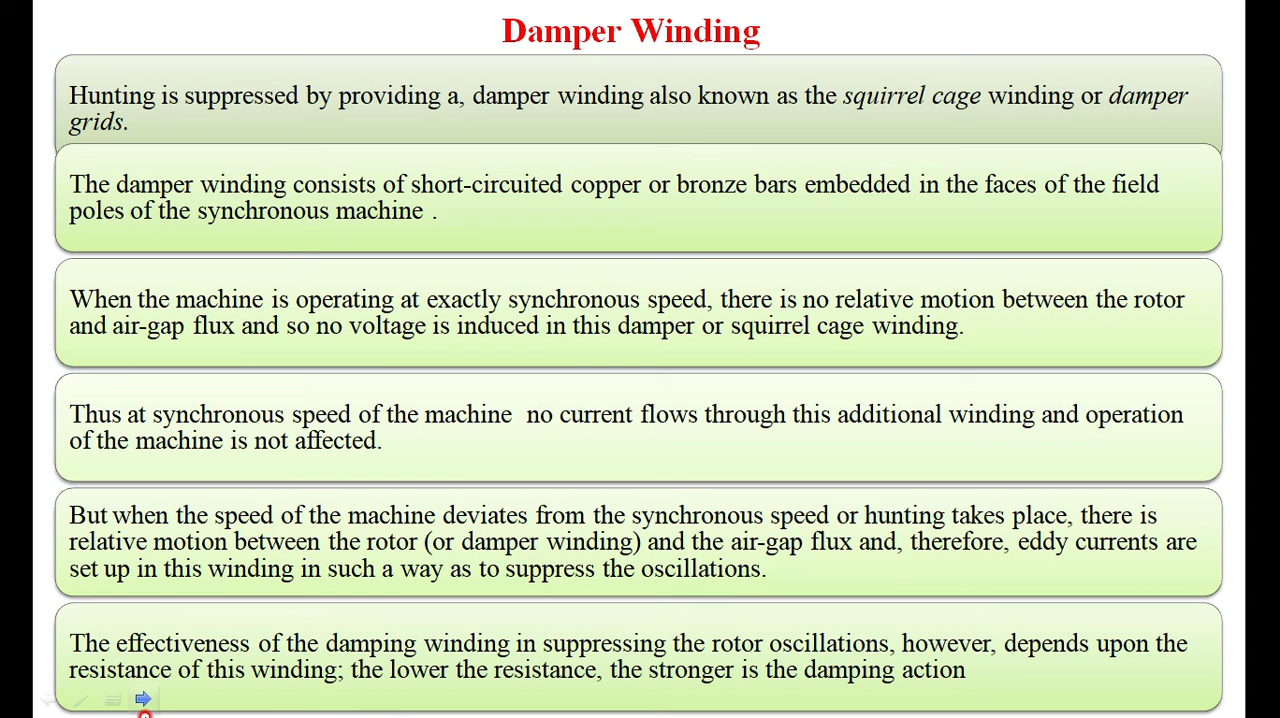 Damper Winding
Hunting is suppressed by providing a, damper winding also known as the squirrel cage winding or damper
grids.
The damper winding consists of short-circuited copper or bronze bars embedded in the faces of the field
poles of the synchronous machine .
When the machine is operating at exactly synchronous speed, there is no relative motion between the rotor
and air-gap flux and so no voltage is induced in this damper or squirrel cage winding.
Thus at synchronous speed of the machine  no current flows through this additional winding and operation
of the machine is not affected.
But when the speed of the machine deviates from the synchronous speed or hunting takes place, there is
relative motion between the rotor (or damper winding) and the air-gap flux and, therefore, eddy currents are
set up in this winding in such a way as to suppress the oscillations.
The effectiveness of the damping winding in suppressing the rotor oscillations, however, depends upon the
resistance of this winding; the lower the resistance, the stronger is the damping action